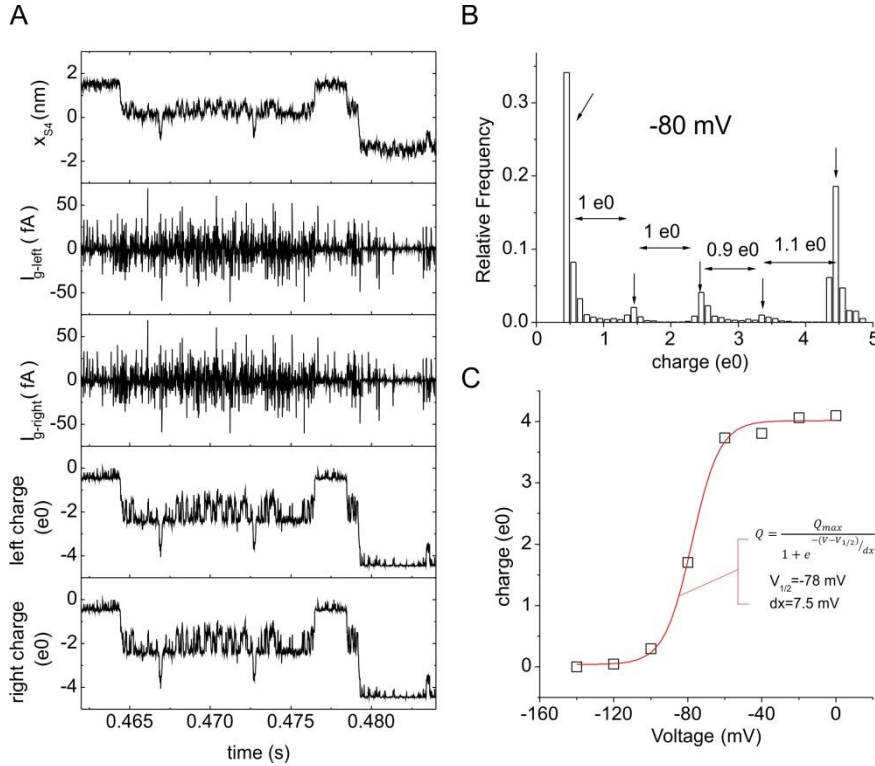 A
x_S4 (nm)
2
0
-2
I_g-left (fA)
50
0
-50
I_g-right (fA)
50
0
-50
left charge
(e0)
0
-2
-4
right charge
(e0)
0
-2
-4
0.465 0.470 0.475 0.480
time (s)
B
Relative Frequency
0.3
0.2
0.1
0.0
-80 mV
1 e0
1 e0
0.9 e0
1.1 e0
0 1 2 3 4 5
charge (e0)
C
charge (e0)
4
3
2
1
0
Q = Q_max / 1 + e^-(V-V_1/2)/dx
V_1/2=-78 mV
dx=7.5 mV
-160 -120 -80 -40 0
Voltage (mV)